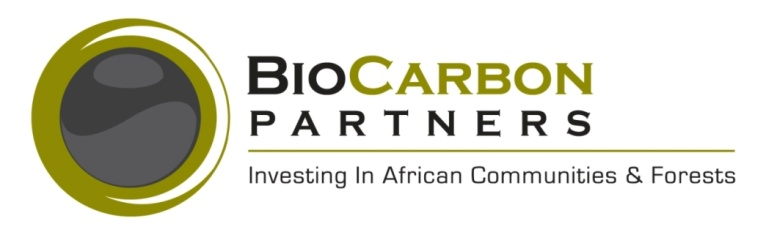 BIOCARBON
PARTNERS
Investing In African Communities & Forests